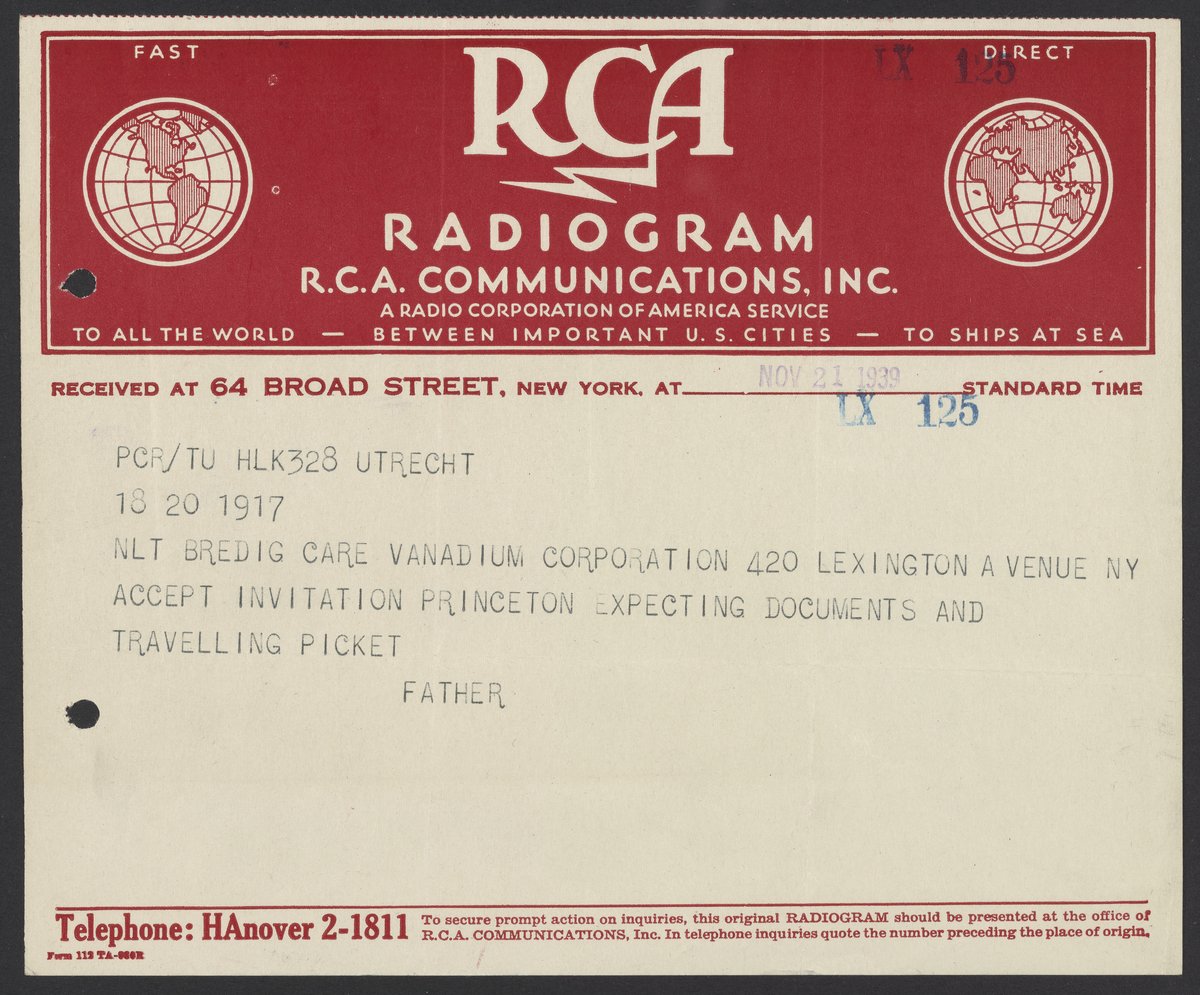 FAST
LX 125
DIRECT
RCA
RADIOGRAM
R.C.A. COMMUNICATIONS, INC.
A RADIO CORPORATION OF AMERICA SERVICE
TO ALL THE WORLD — BETWEEN IMPORTANT U.S. CITIES — TO SHIPS AT SEA
RECEIVED AT 64 BROAD STREET, NEW YORK, AT NOV 21 1939 STANDARD TIME
LX 125
PCR/TU HLK328 UTRECHT
18 20 1917
NLT BREDIG CARE VANADIUM CORPORATION 420 LEXINGTON A VENUE NY
ACCEPT INVITATION PRINCETON EXPECTING DOCUMENTS AND
TRAVELLING PICKET
FATHER
Telephone: HAnover 2-1811
To secure prompt action on inquiries, this original RADIOGRAM should be presented at the office of
R.C.A. COMMUNICATIONS, Inc. In telephone inquiries quote the number preceding the place of origin.
Form 112 TA-980R